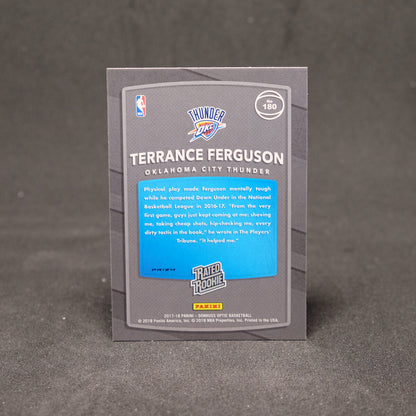 NBA
THUNDER
OKC
No
180
TERRANCE FERGUSON
OKLAHOMA CITY THUNDER
Physical play made Ferguson mentally tough
while he competed Down Under in the National
Basketball League in 2016-17. "From the very
first game, guys just kept coming at me: shoving
me, taking cheap shots, hip-checking me, every
dirty tactic in the book," he wrote in The Players'
Tribune. "It helped me."
PRIZM
RATED
ROOKIE
PANINI
2017-18 PANINI - DONRUSS OPTIC BASKETBALL
© 2018 Panini America, Inc. © 2018 NBA Properties, Inc. Printed in the USA.